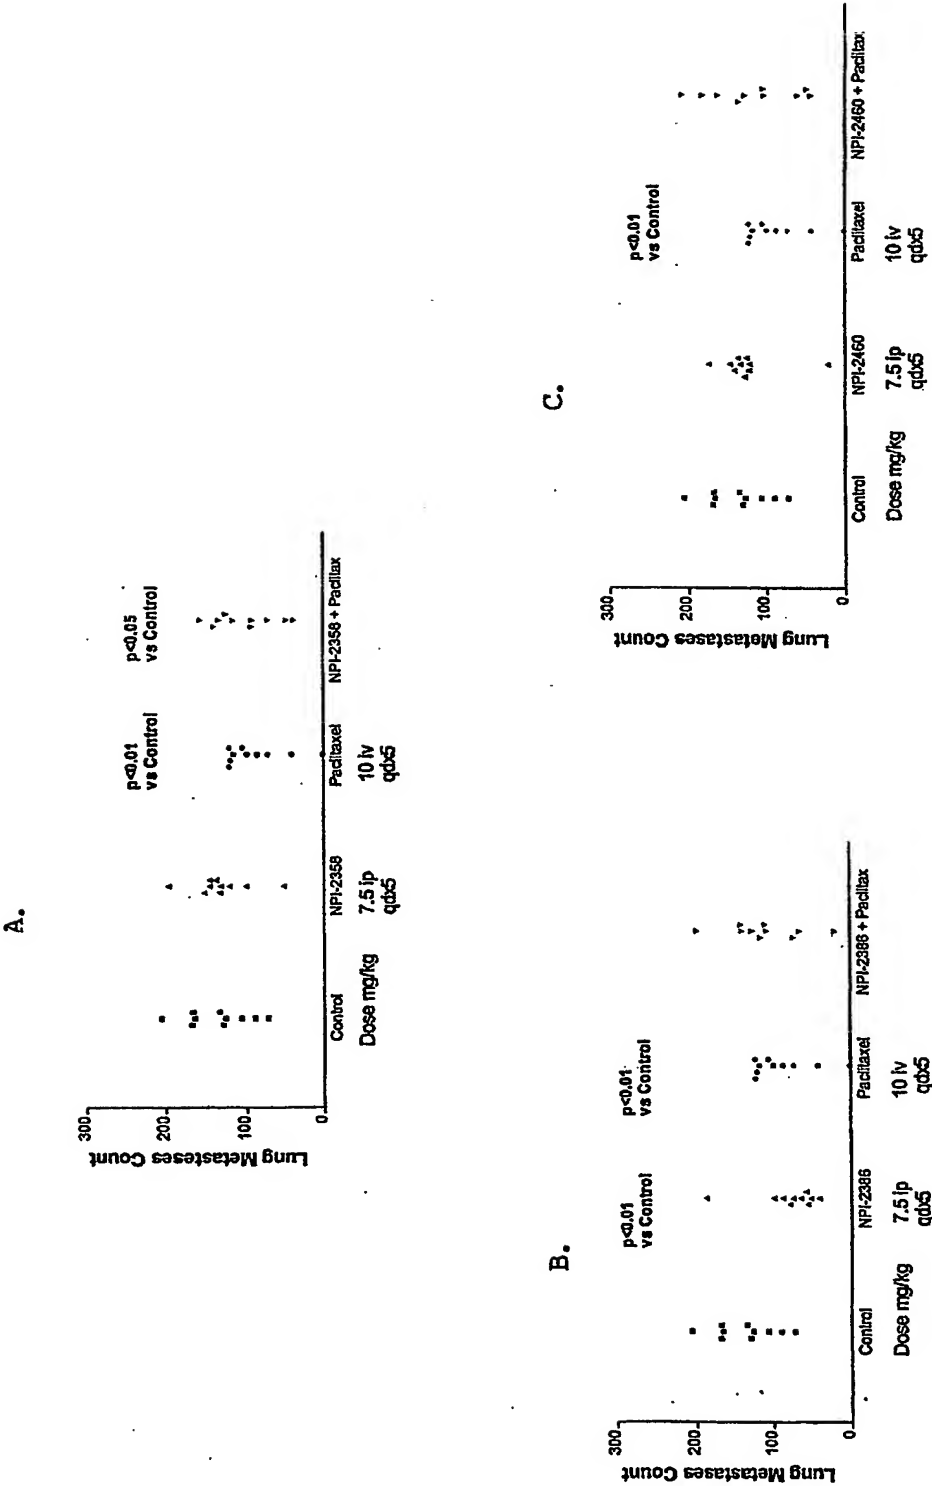 A.
300
200
100
0
Lung Metastases Count
p<0.01
vs Control
p<0.05
vs Control
Control
NPI-2358
Paclitaxel
NPI-2358 + Paclitax
Dose mg/kg
7.5 ip
qdx5
10 iv
qdx5
B.
300
200
100
0
Lung Metastases Count
p<0.01
vs Control
p<0.01
vs Control
Control
NPI-2386
Paclitaxel
NPI-2386 + Paclitax
Dose mg/kg
7.5 ip
qdx5
10 iv
qdx5
C.
300
200
100
0
Lung Metastases Count
p<0.01
vs Control
Control
NPI-2460
Paclitaxel
NPI-2460 + Paclitax
Dose mg/kg
7.5 ip
qdx5
10 iv
qdx5